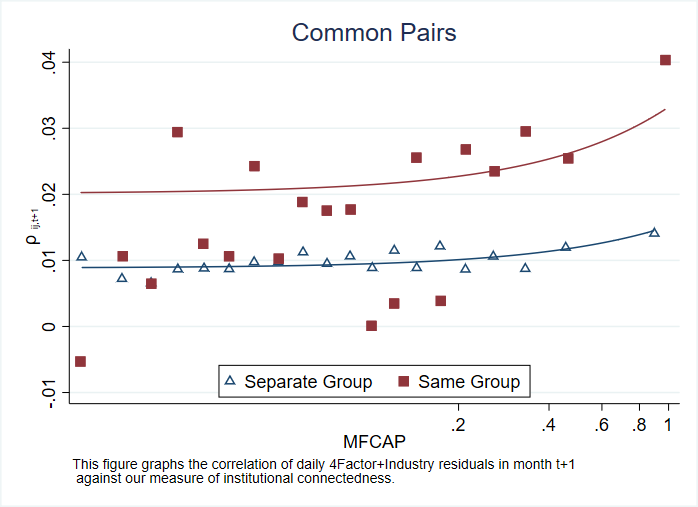 Common Pairs
.04
.03
.02
.01
0
-.01
ρ ij,t+1
Separate Group
Same Group
.2
.4
.6
.8
1
MFCAP
This figure graphs the correlation of daily 4Factor+Industry residuals in month t+1
against our measure of institutional connectedness.